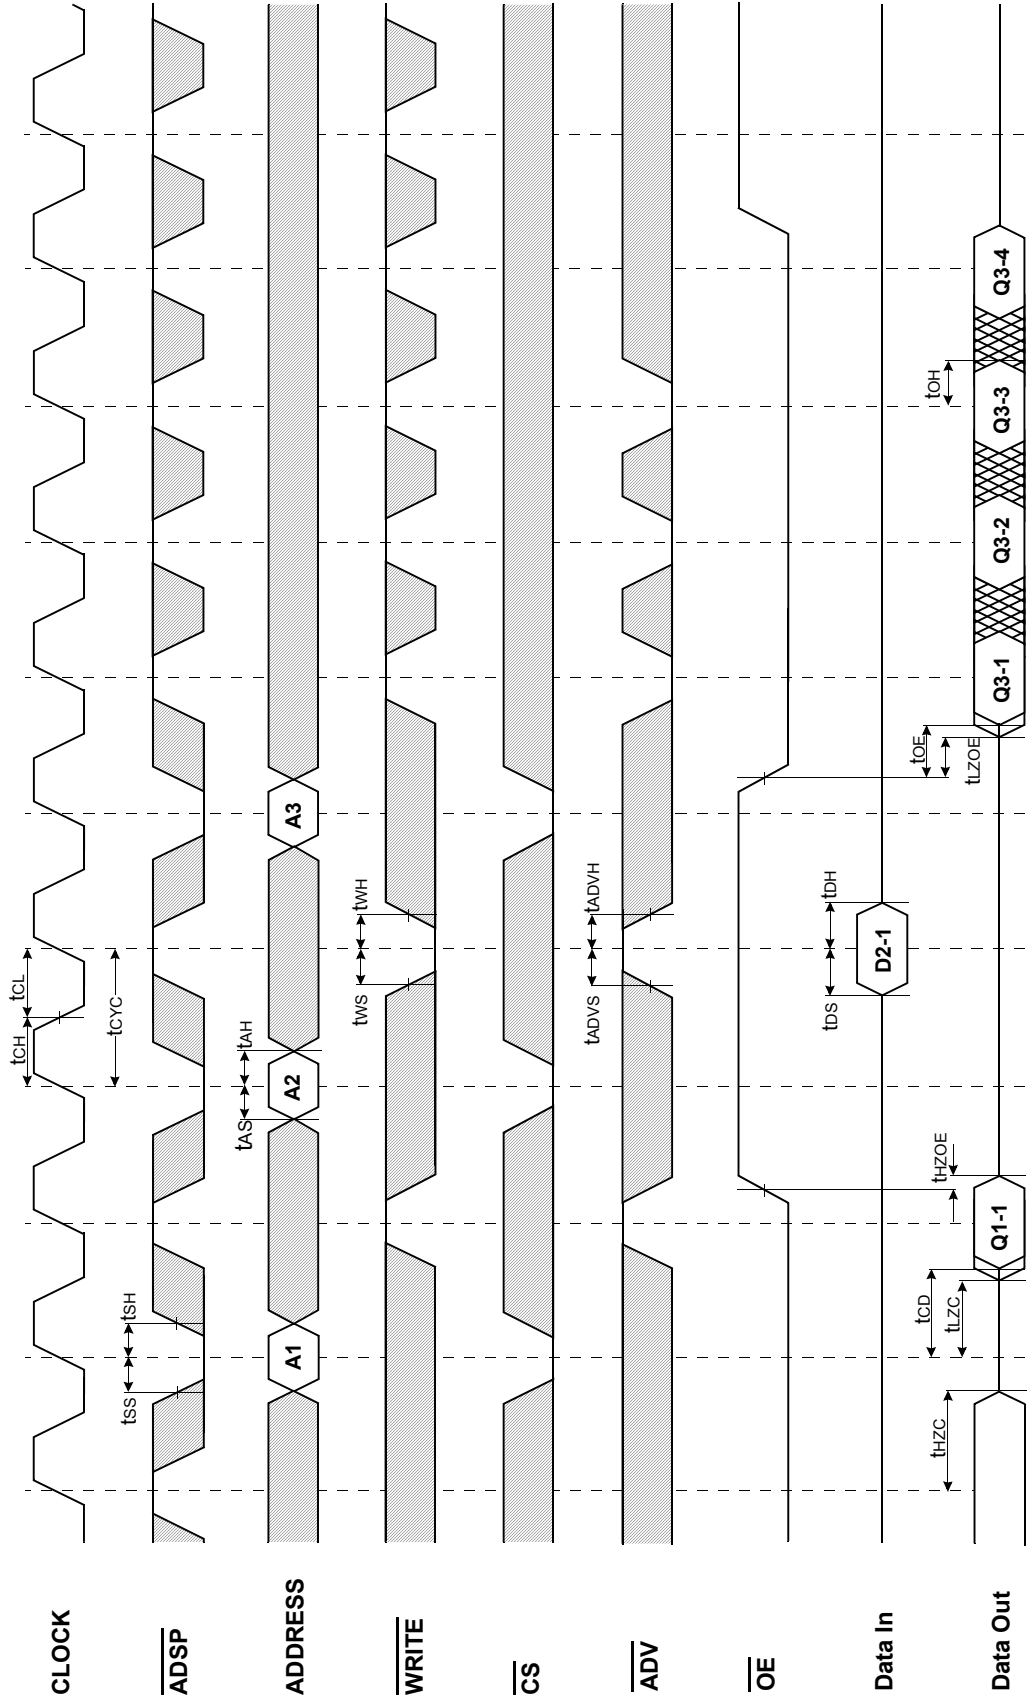 CLOCK
tCH
tCL
tCYC
ADSP
tSS
tSH
ADDRESS
A1
A2
A3
tAS
tAH
WRITE
tWS
tWH
CS
ADV
tADVS
tADVH
OE
Data In
tDS
D2-1
tDH
Data Out
tHZC
tCD
tLZC
Q1-1
tHZOE
tOE
tLZOE
Q3-1
Q3-2
Q3-3
tOH
Q3-4